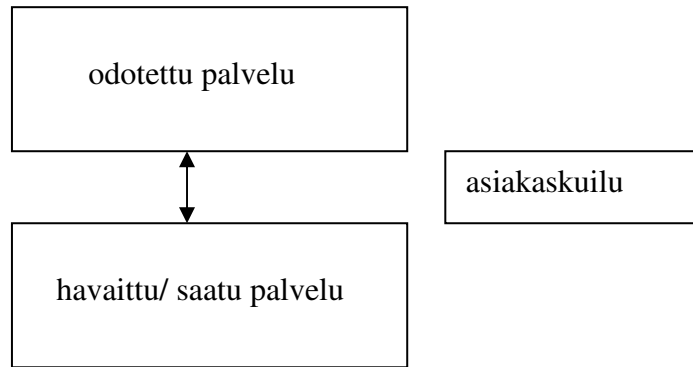 odotettu palvelu
asiakaskuilu
havaittu/ saatu palvelu